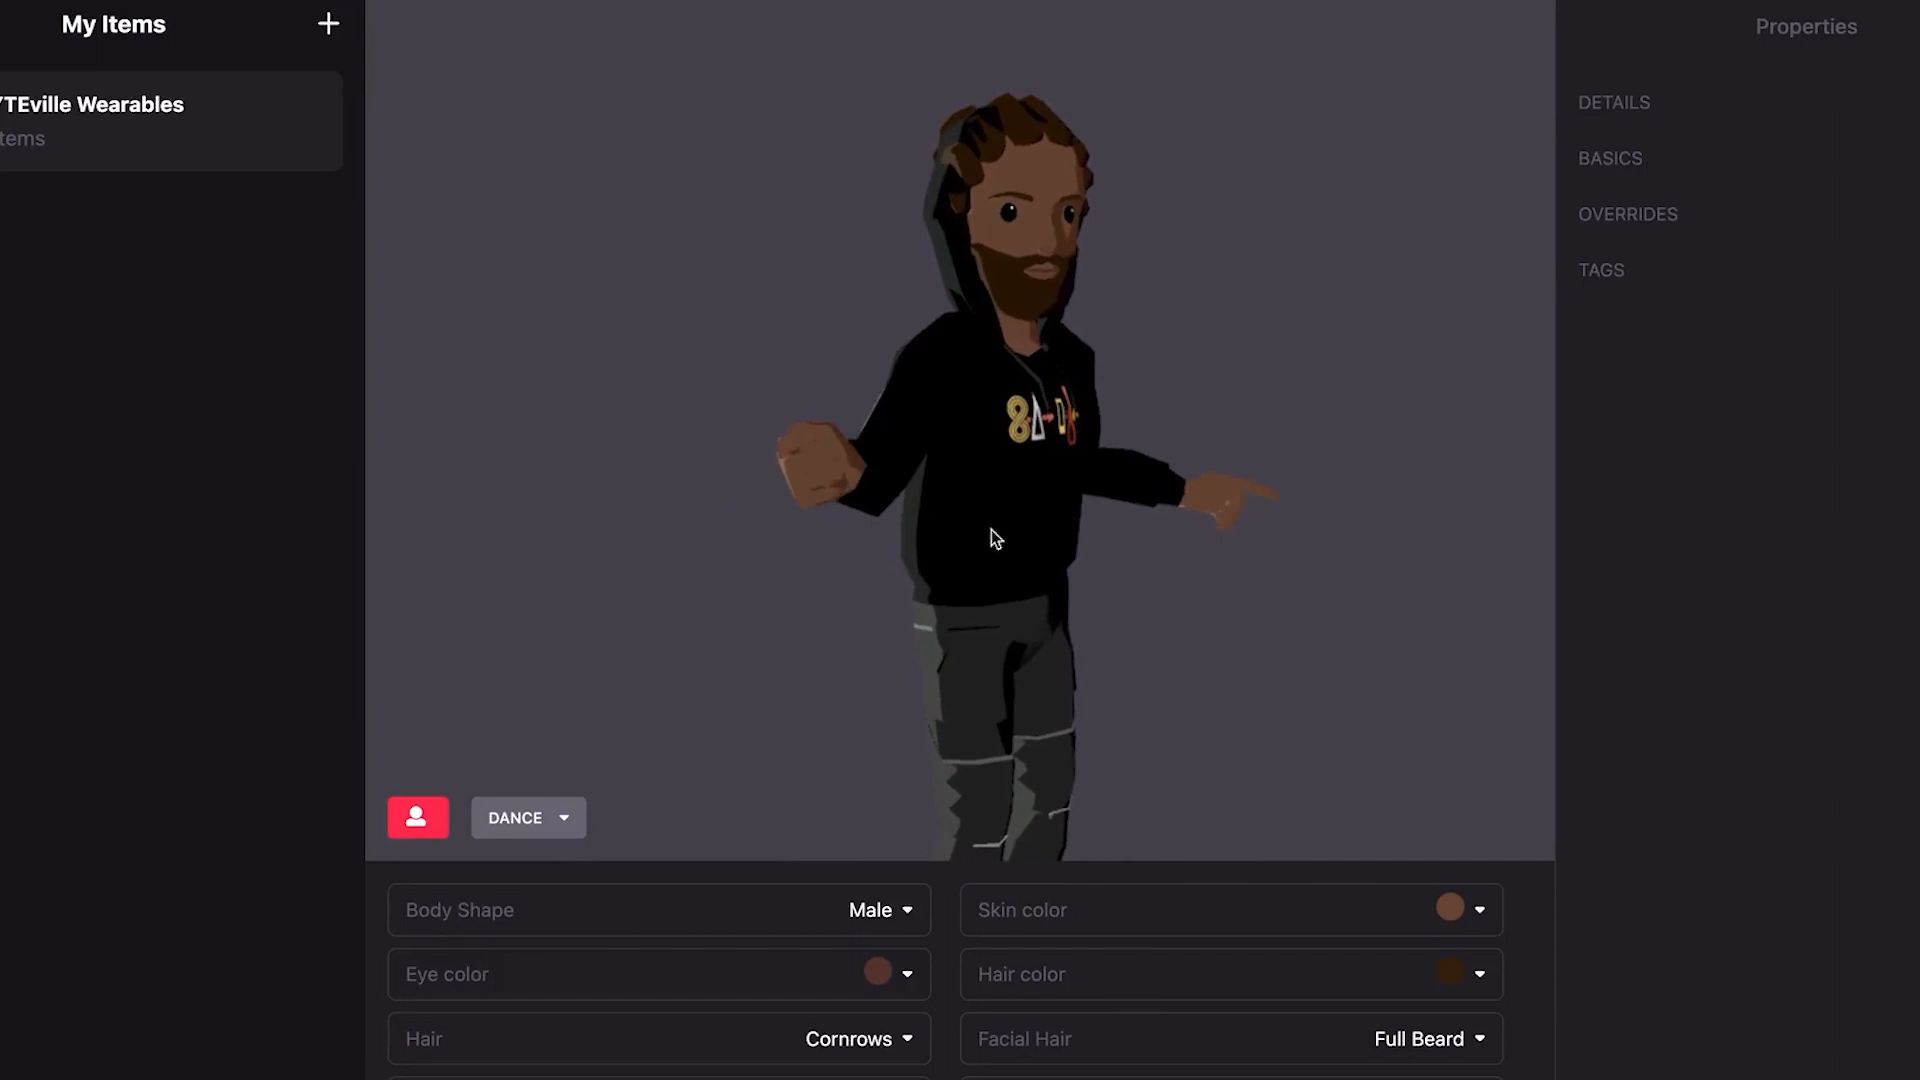 My Items
YTEville Wearables
tems
DANCE
Body Shape
Male
Skin color
Eye color
Hair color
Hair
Cornrows
Facial Hair
Full Beard
Properties
DETAILS
BASICS
OVERRIDES
TAGS